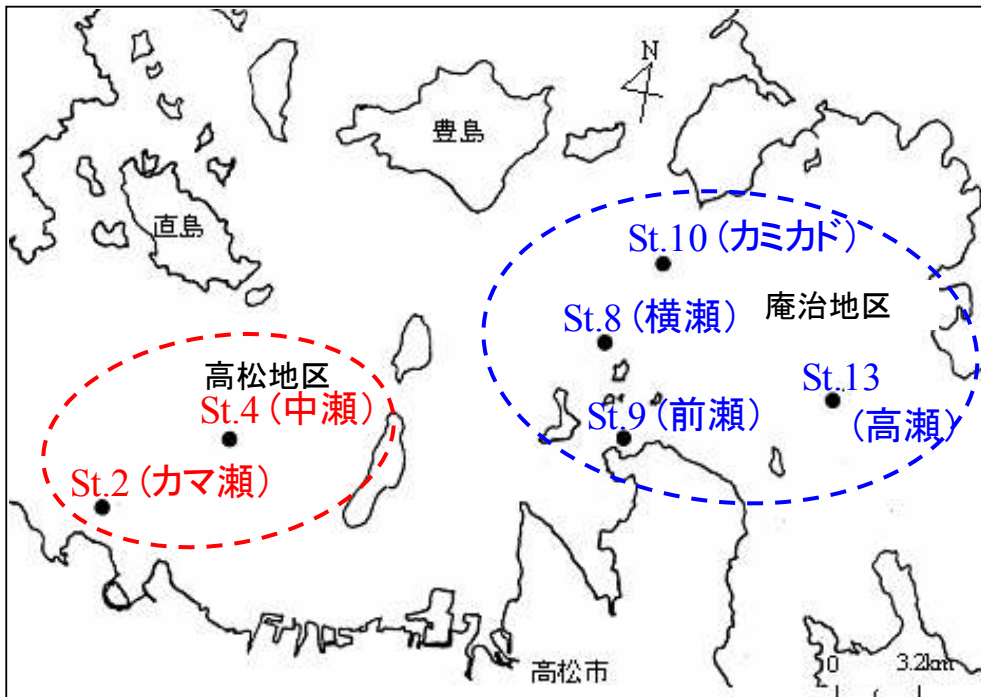 N
豊島
直島
St.10 (カミカド)
庵治地区
St.8 (横瀬)
高松地区
St.13
(高瀬)
St.4 (中瀬)
St.9 (前瀬)
St.2 (カマ瀬)
高松市
0 3.2km